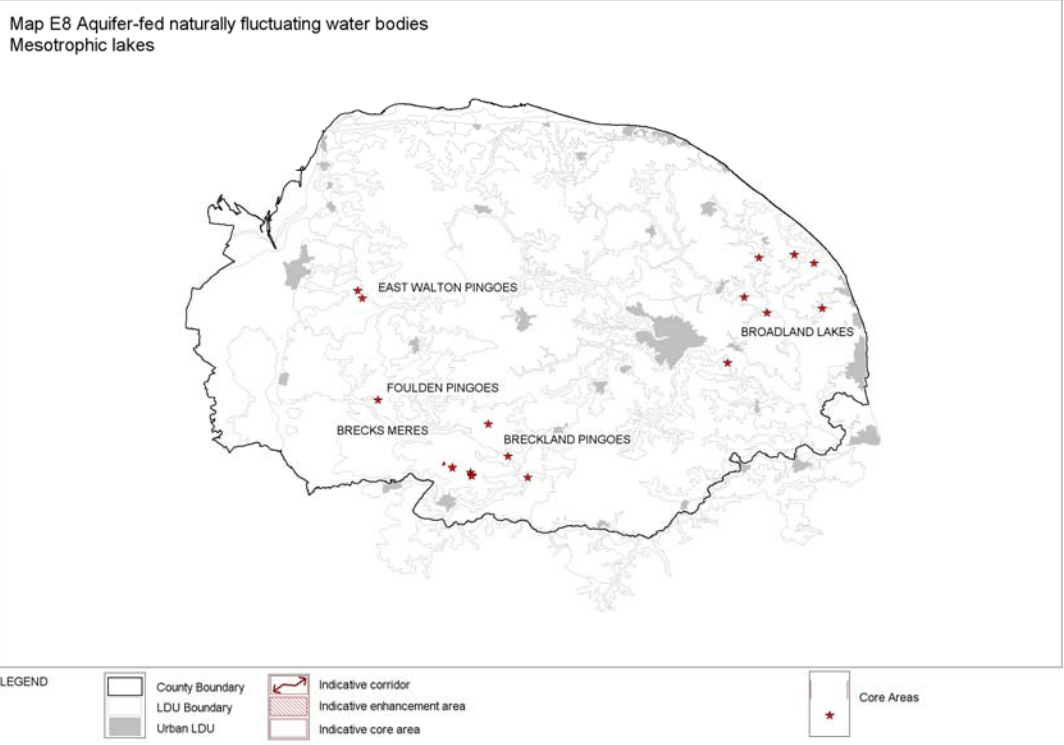 Map E8 Aquifer-fed naturally fluctuating water bodies
Mesotrophic lakes
EAST WALTON PINGOES
BROADLAND LAKES
FOULDEN PINGOES
BRECKS MERES
BRECKLAND PINGOES
LEGEND
County Boundary
LDU Boundary
Urban LDU
Indicative corridor
Indicative enhancement area
Indicative core area
Core Areas